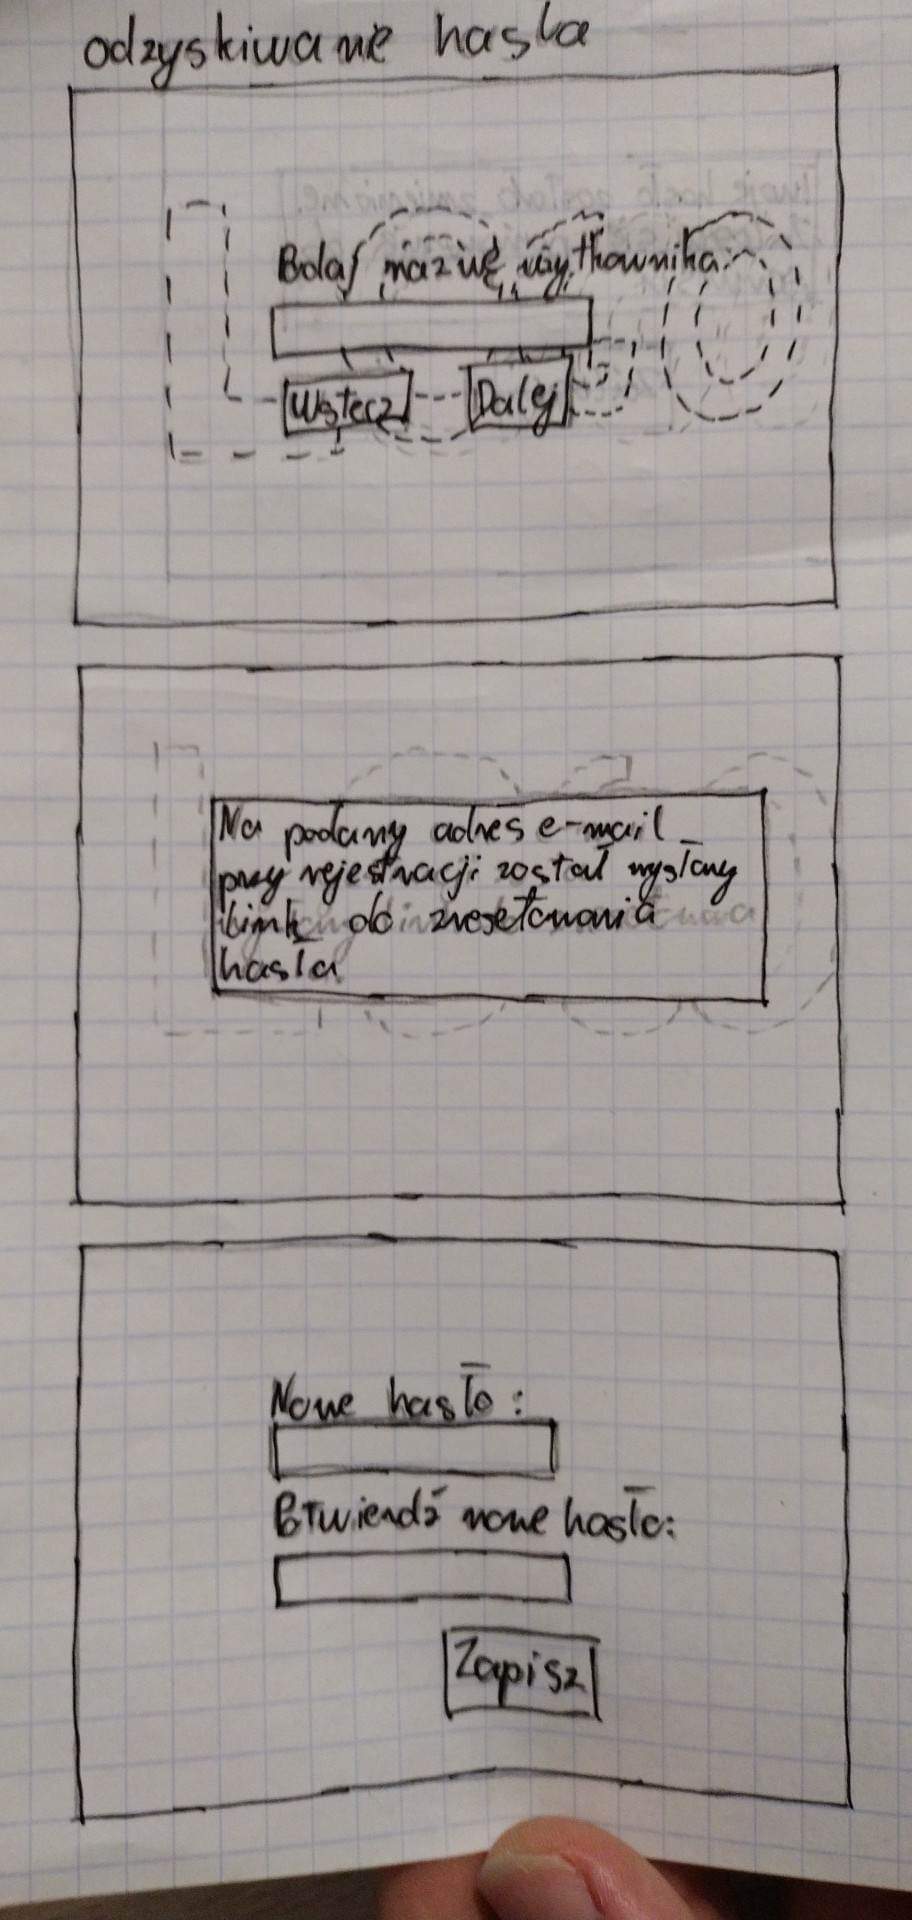 odzyskiwanie hasła
Podaj nazwę użytkownika:
Wstecz
Dalej
Na podany adres e-mail
przy rejestracji został wysłany
link do zresetowania
hasła
Nowe hasło:
Potwierdź nowe hasło:
Zapisz